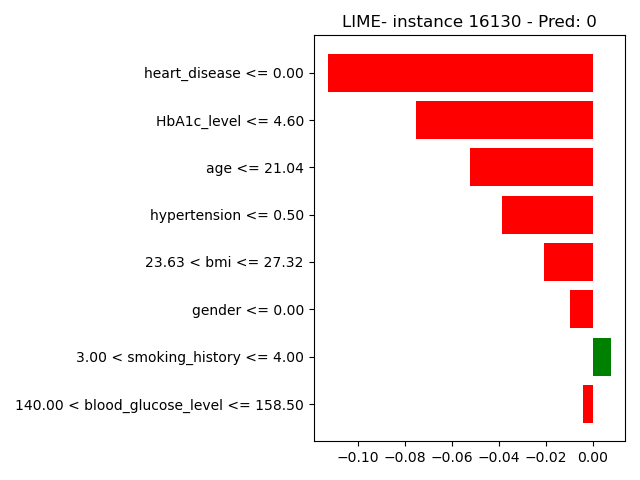 LIME- instance 16130 - Pred: 0
heart_disease <= 0.00
HbA1c_level <= 4.60
age <= 21.04
hypertension <= 0.50
23.63 < bmi <= 27.32
gender <= 0.00
3.00 < smoking_history <= 4.00
140.00 < blood_glucose_level <= 158.50
−0.10 −0.08 −0.06 −0.04 −0.02 0.00